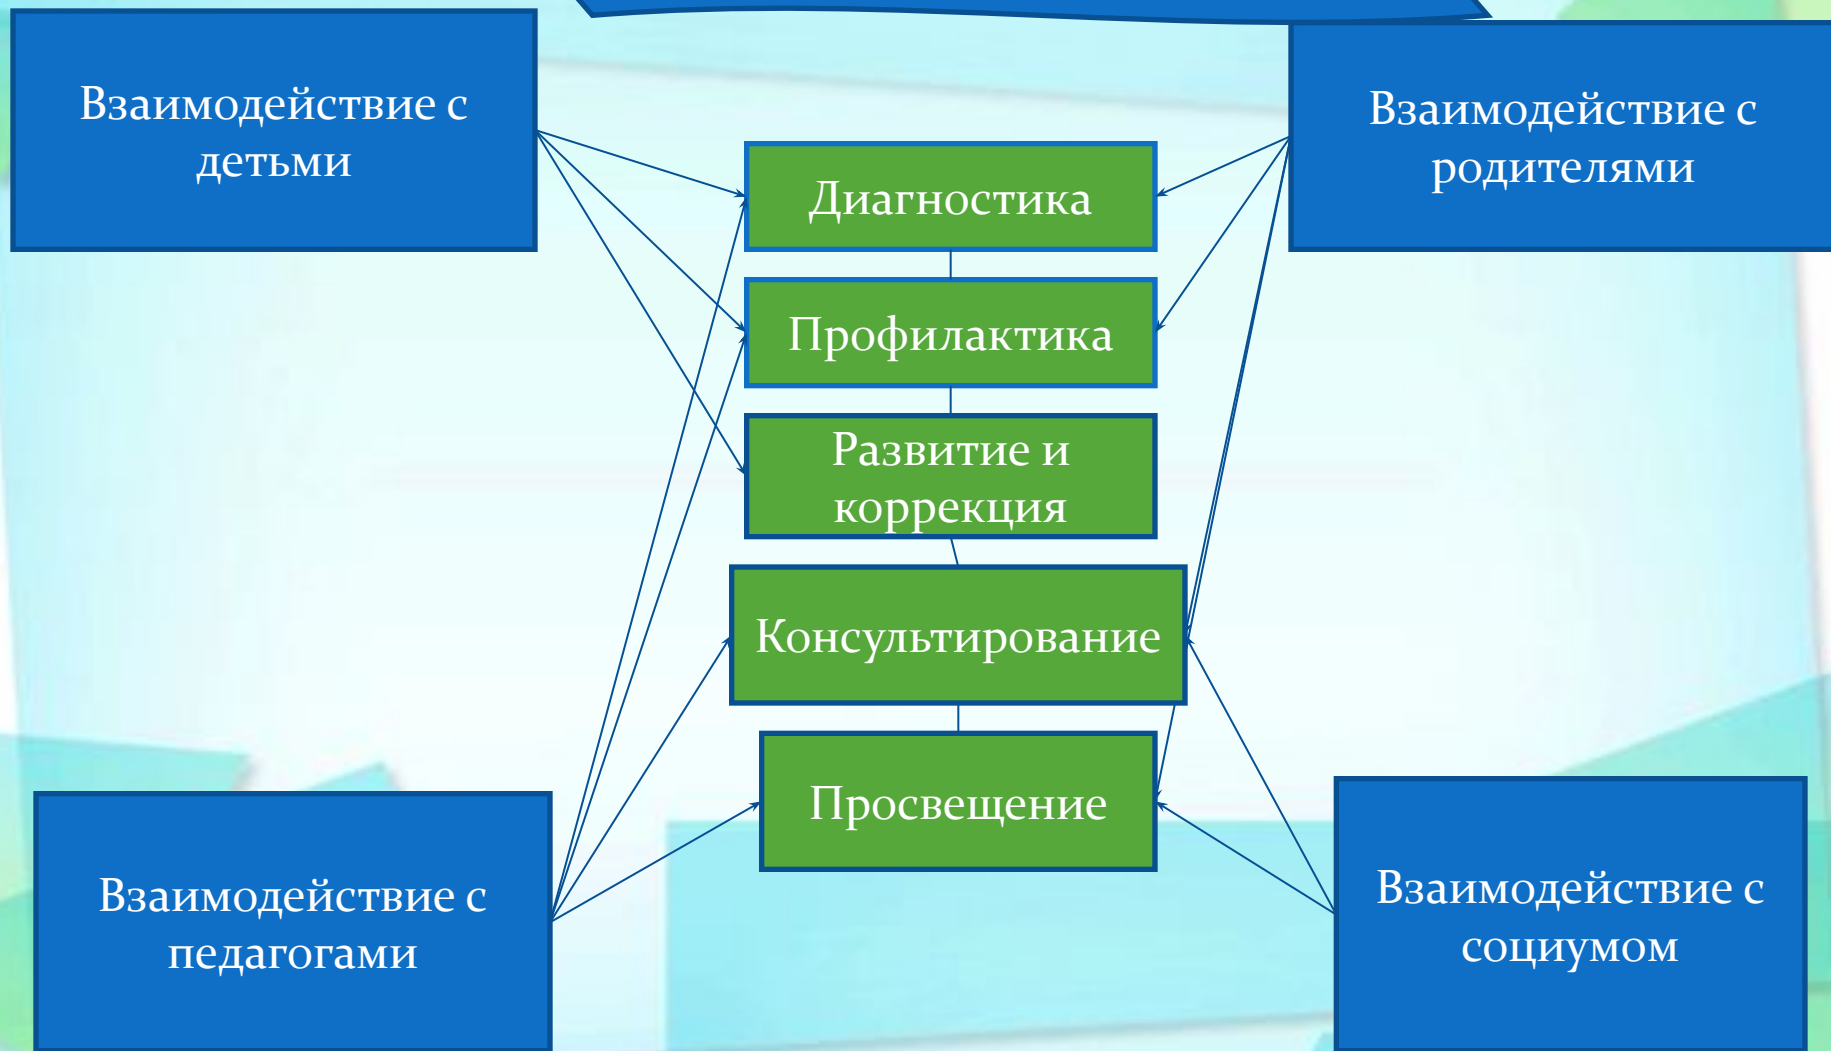 Взаимодействие с
детьми
Взаимодействие с
родителями
Диагностика
Профилактика
Развитие и
коррекция
Консультирование
Просвещение
Взаимодействие с
педагогами
Взаимодействие с
социумом